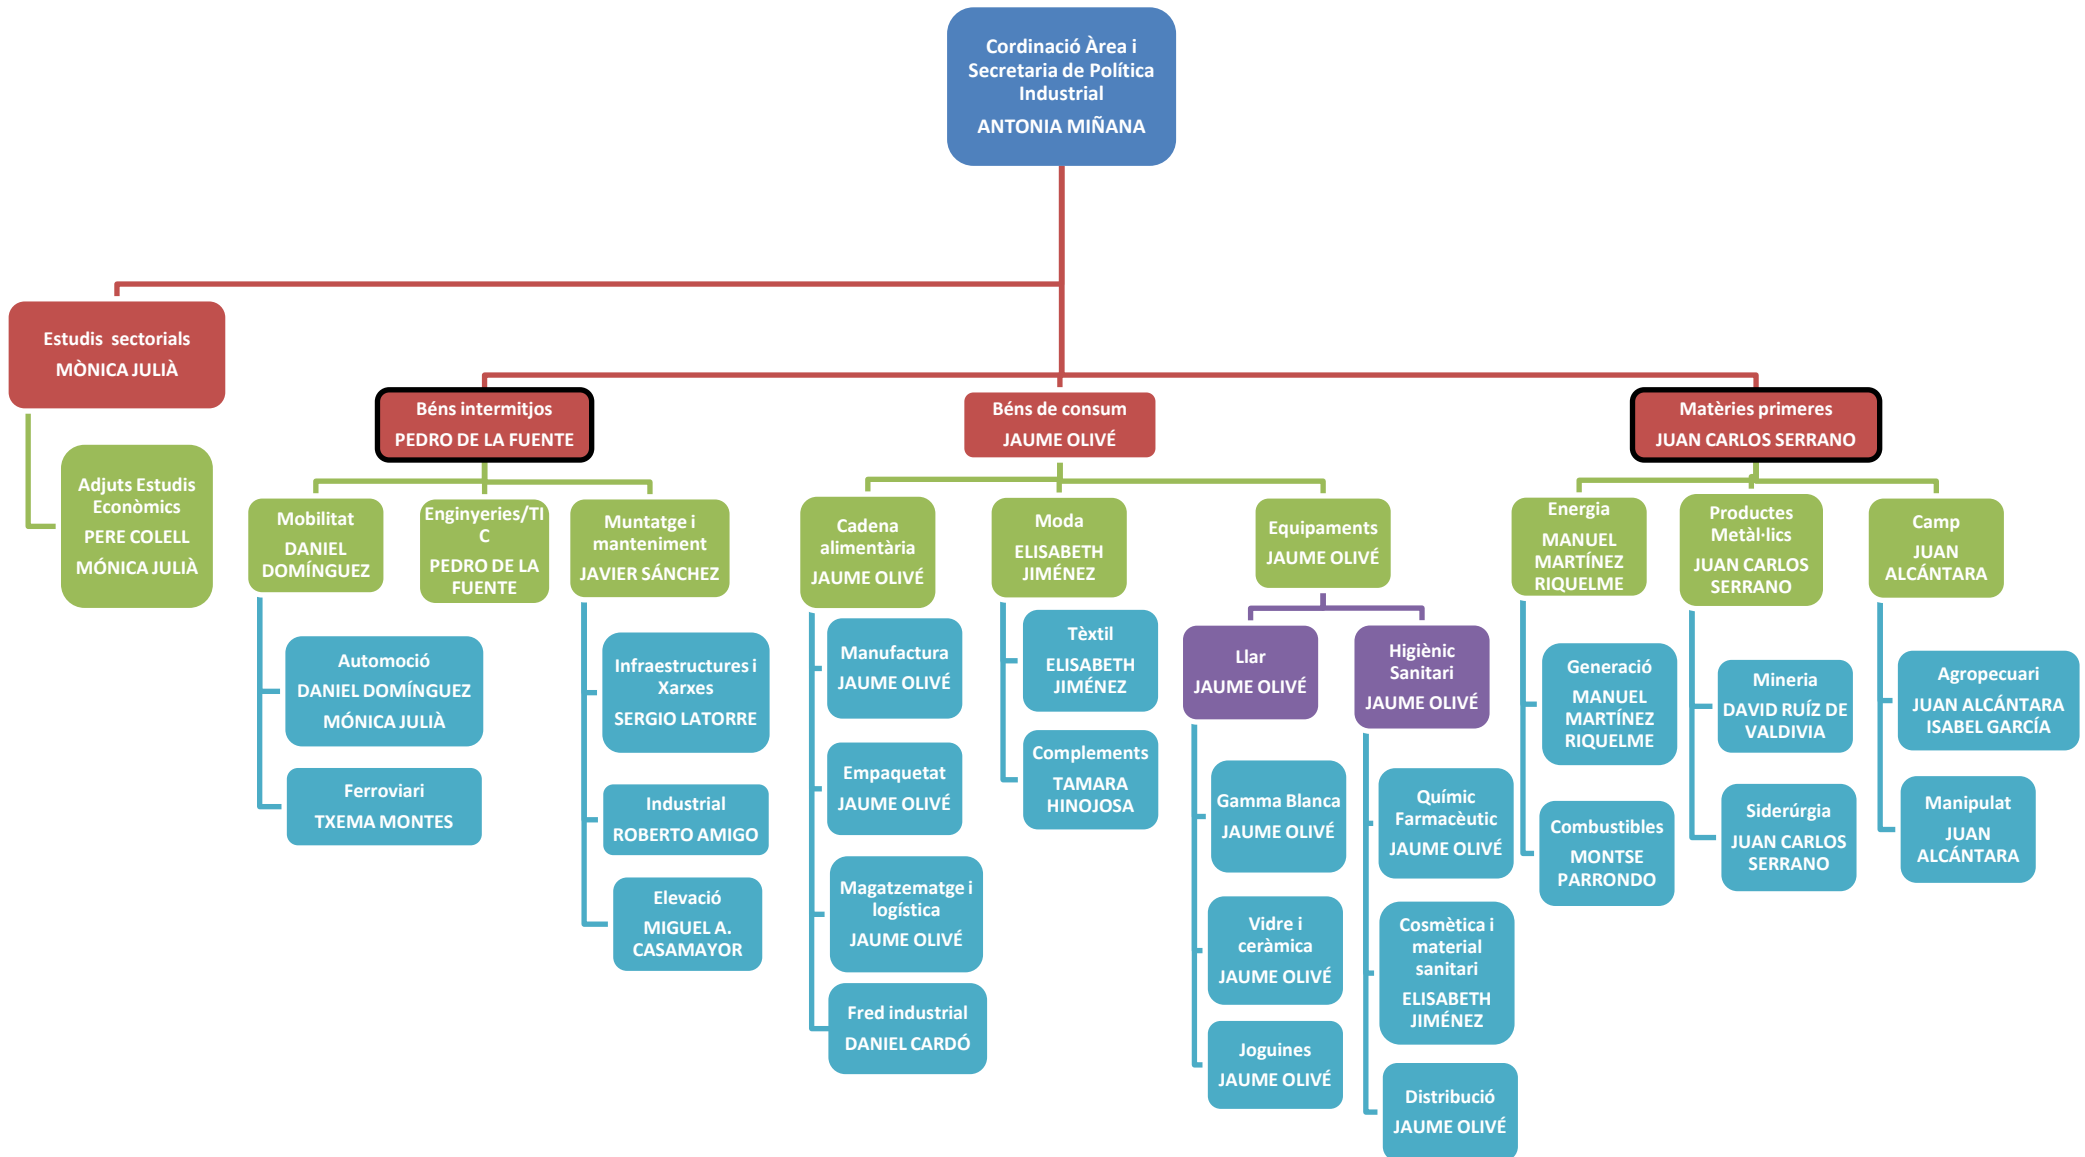 Cordinació Àrea i
Secretaria de Política
Industrial
ANTONIA MIÑANA
Estudis sectorials
MÒNICA JULIÀ
Adjuts Estudis
Econòmics
PERE COLELL
MÓNICA JULIÀ
Béns intermitjos
PEDRO DE LA FUENTE
Mobilitat
DANIEL
DOMÍNGUEZ
Automoció
DANIEL DOMÍNGUEZ
MÓNICA JULIÀ
Ferroviari
TXEMA MONTES
Enginyeries/TI
C
PEDRO DE LA
FUENTE
Muntatge i
manteniment
JAVIER SÁNCHEZ
Infraestructures i
Xarxes
SERGIO LATORRE
Industrial
ROBERTO AMIGO
Elevació
MIGUEL A.
CASAMAYOR
Béns de consum
JAUME OLIVÉ
Cadena
alimentària
JAUME OLIVÉ
Manufactura
JAUME OLIVÉ
Empaquetat
JAUME OLIVÉ
Magatzematge i
logística
JAUME OLIVÉ
Fred industrial
DANIEL CARDÓ
Moda
ELISABETH
JIMÉNEZ
Tèxtil
ELISABETH
JIMÉNEZ
Complements
TAMARA
HINOJOSA
Equipaments
JAUME OLIVÉ
Llar
JAUME OLIVÉ
Gamma Blanca
JAUME OLIVÉ
Vidre i
ceràmica
JAUME OLIVÉ
Joguines
JAUME OLIVÉ
Higiènic
Sanitari
JAUME OLIVÉ
Químic
Farmacèutic
JAUME OLIVÉ
Cosmètica i
material
sanitari
ELISABETH
JIMÉNEZ
Distribució
JAUME OLIVÉ
Matèries primeres
JUAN CARLOS SERRANO
Energia
MANUEL
MARTÍNEZ
RIQUELME
Generació
MANUEL
MARTÍNEZ
RIQUELME
Combustibles
MONTSE
PARRONDO
Productes
Metàl·lics
JUAN CARLOS
SERRANO
Mineria
DAVID RUÍZ DE
VALDIVIA
Siderúrgia
JUAN CARLOS
SERRANO
Camp
JUAN
ALCÁNTARA
Agropecuari
JUAN ALCÁNTARA
ISABEL GARCÍA
Manipulat
JUAN
ALCÁNTARA